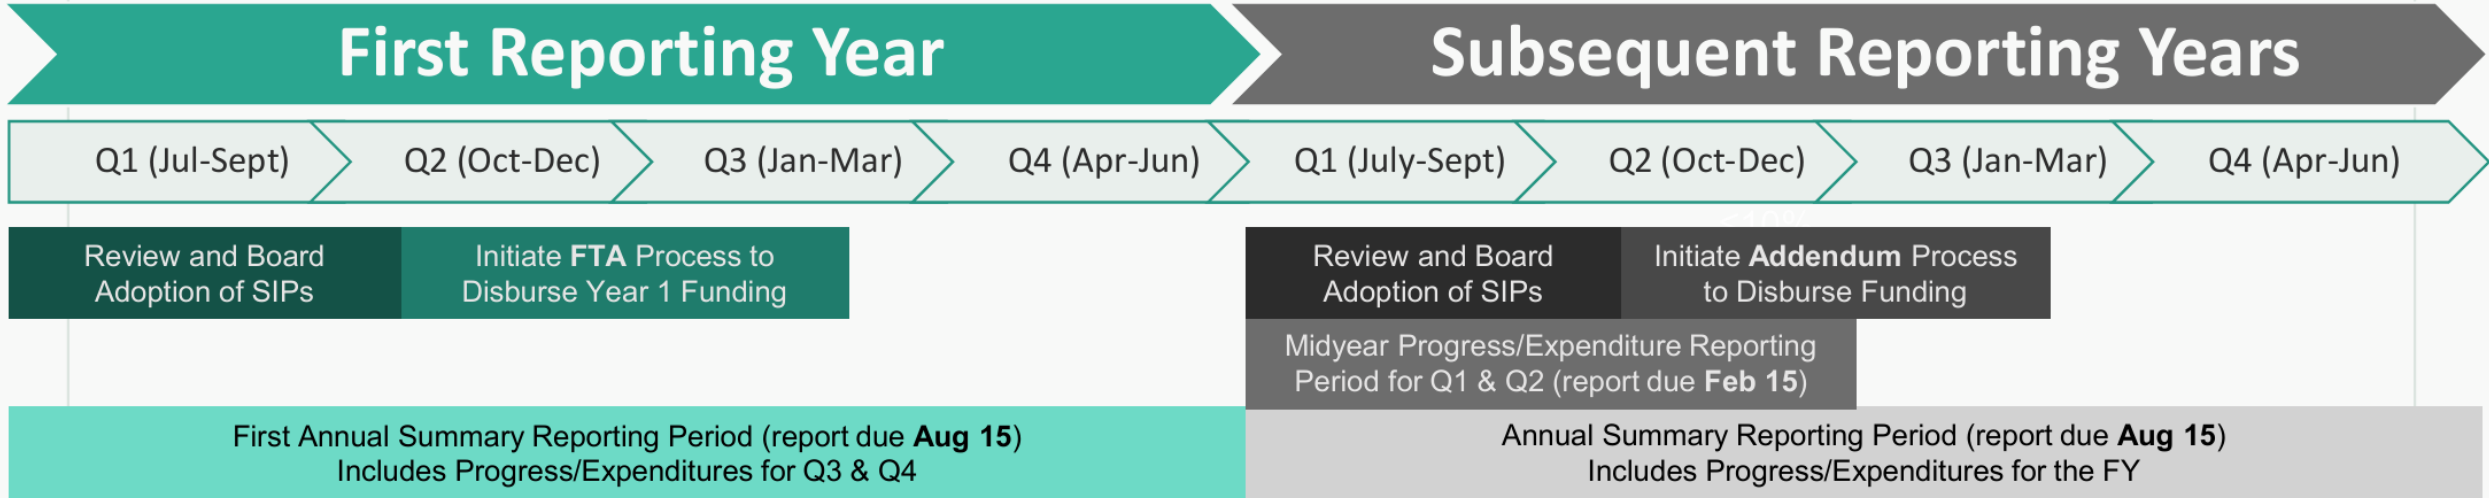 First Reporting Year
Subsequent Reporting Years
Q1 (Jul-Sept)
Q2 (Oct-Dec)
Q3 (Jan-Mar)
Q4 (Apr-Jun)
Q1 (July-Sept)
Q2 (Oct-Dec)
Q3 (Jan-Mar)
Q4 (Apr-Jun)
Review and Board
Adoption of SIPs
Initiate FTA Process to
Disburse Year 1 Funding
Review and Board
Adoption of SIPs
Initiate Addendum Process
to Disburse Funding
Midyear Progress/Expenditure Reporting
Period for Q1 & Q2 (report due Feb 15)
First Annual Summary Reporting Period (report due Aug 15)
Includes Progress/Expenditures for Q3 & Q4
Annual Summary Reporting Period (report due Aug 15)
Includes Progress/Expenditures for the FY